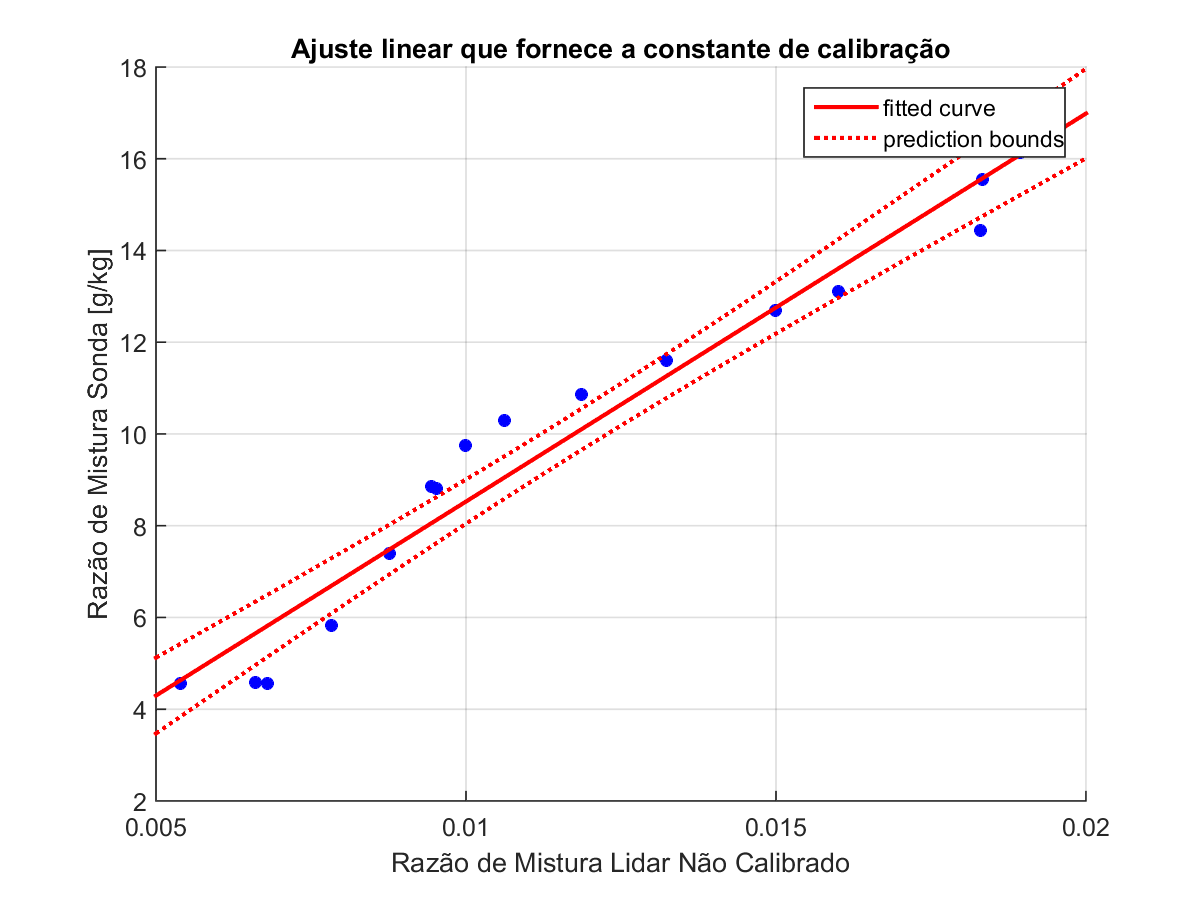 Ajuste linear que fornece a constante de calibração
fitted curve
prediction bounds
18
16
14
12
10
8
6
4
2
0.005
0.01
0.015
0.02
Razão de Mistura Sonda [g/kg]
Razão de Mistura Lidar Não Calibrado